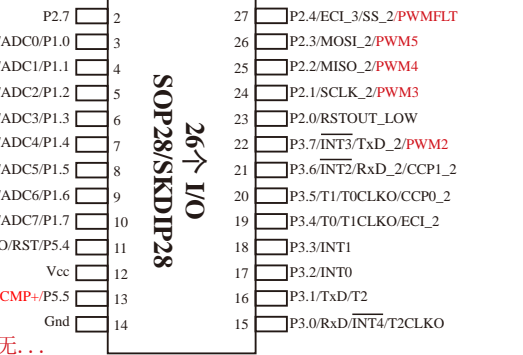 P2.7 2 27 P2.4/ECI_3/SS_2/PWMFLT
ADC0/P1.0 3 26 P2.3/MOSI_2/PWM5
ADC1/P1.1 4 25 P2.2/MISO_2/PWM4
ADC2/P1.2 5 24 P2.1/SCLK_2/PWM3
ADC3/P1.3 6 23 P2.0/RSTOUT_LOW
ADC4/P1.4 7 22 P3.7/INT3/TxD_2/PWM2
ADC5/P1.5 8 21 P3.6/INT2/RxD_2/CCP1_2
ADC6/P1.6 9 20 P3.5/T1/T0CLKO/CCP0_2
ADC7/P1.7 10 19 P3.4/T0/T1CLKO/ECI_2
O/RST/P5.4 11 18 P3.3/INT1
Vcc 12 17 P3.2/INT0
CMP+/P5.5 13 16 P3.1/TxD/T2
Gnd 14 15 P3.0/RxD/INT4/T2CLKO
26个 I/O
SOP28/SKDIP28
无...